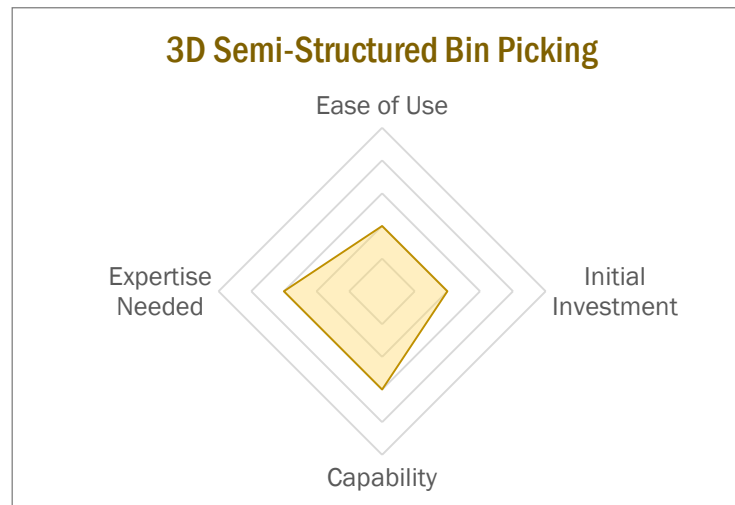 3D Semi-Structured Bin Picking
Ease of Use
Expertise
Needed
Initial
Investment
Capability